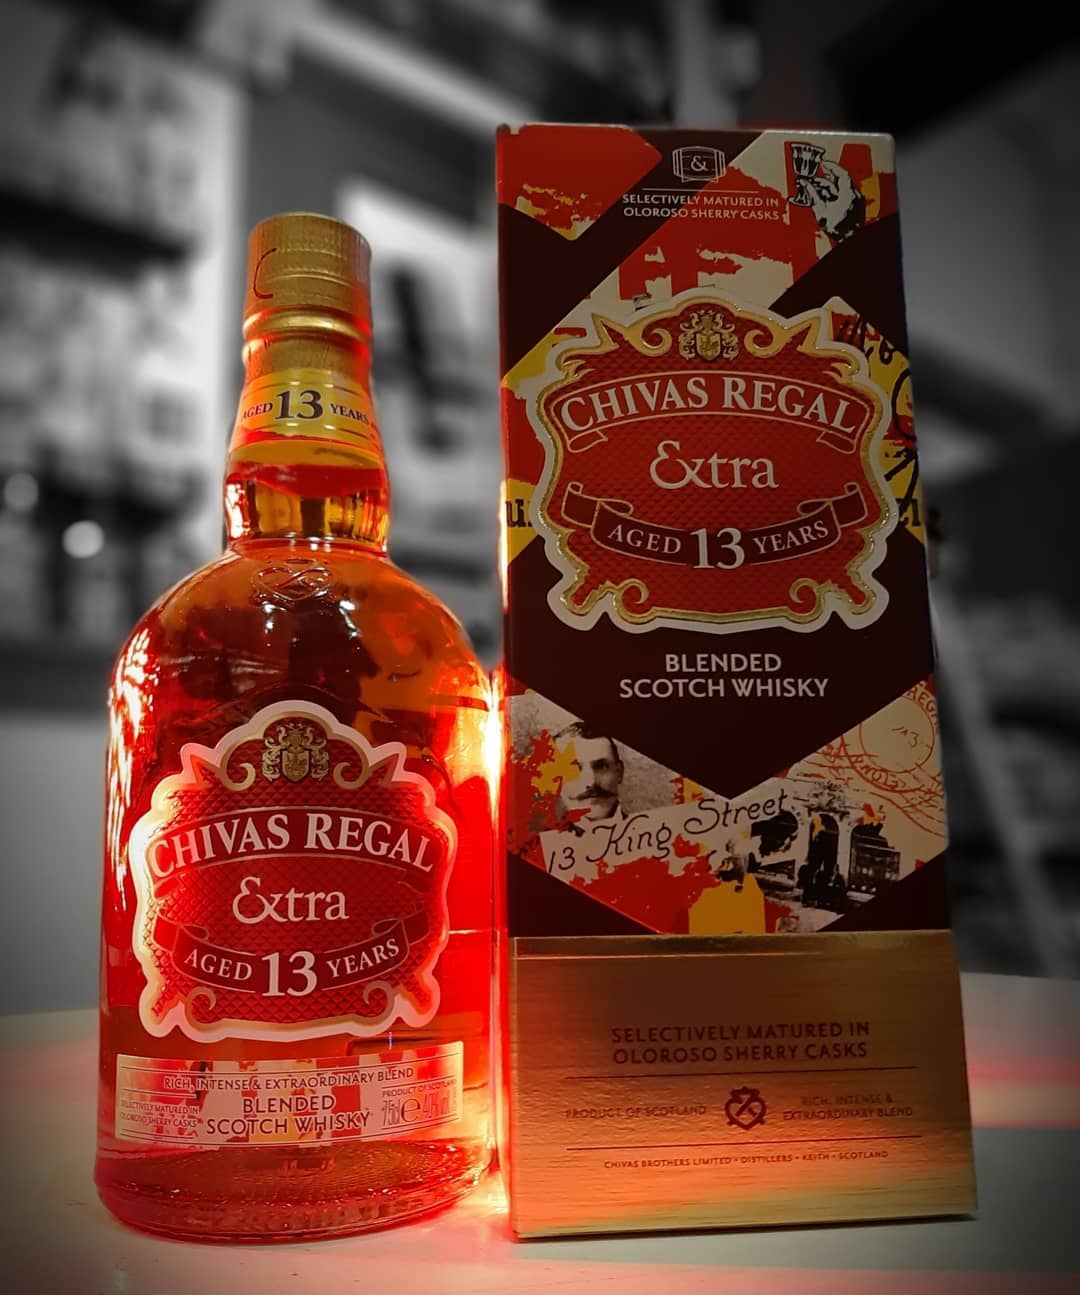 AGED 13 YEARS
CHIVAS REGAL
Extra
AGED 13 YEARS
RICH, INTENSE & EXTRAORDINARY BLEND
SELECTIVELY MATURED IN
OLOROSO SHERRY CASKS
BLENDED
SCOTCH WHISKY
PRODUCT OF SCOTLAND
75cl e
&
SELECTIVELY MATURED IN
OLOROSO SHERRY CASKS
CHIVAS REGAL
Extra
AGED 13 YEARS
BLENDED
SCOTCH WHISKY
13 King Street
SELECTIVELY MATURED IN
OLOROSO SHERRY CASKS
PRODUCT OF SCOTLAND
RICH, INTENSE &
EXTRAORDINARY BLEND
CHIVAS BROTHERS LIMITED • DISTILLERS • KEITH • SCOTLAND